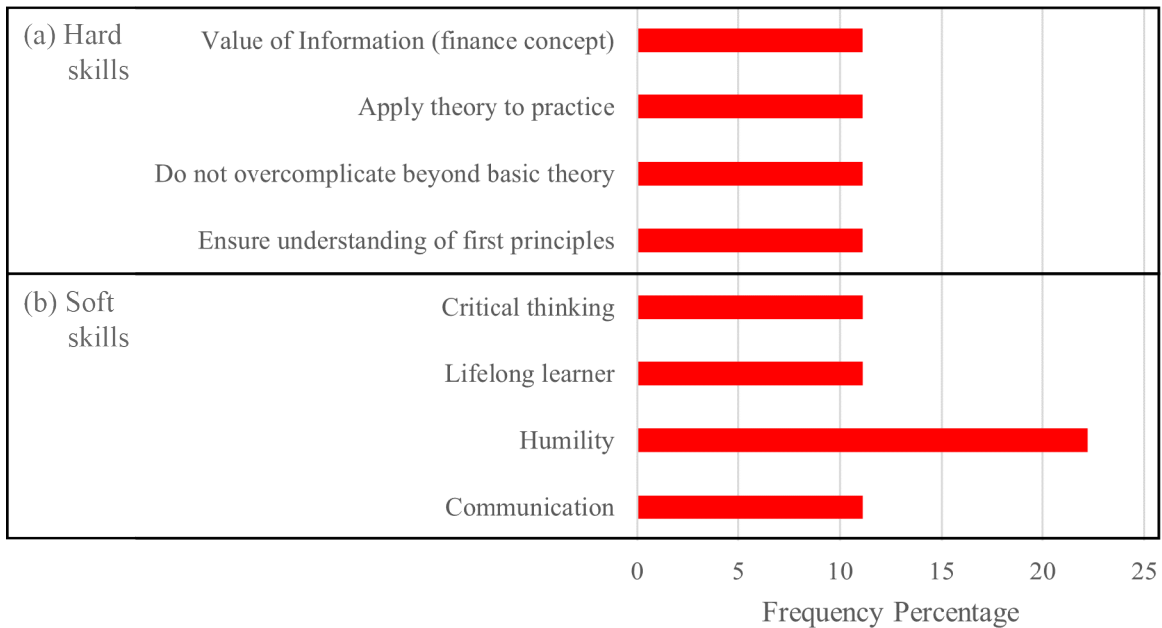 (a) Hard
skills
Value of Information (finance concept)
Apply theory to practice
Do not overcomplicate beyond basic theory
Ensure understanding of first principles
(b) Soft
skills
Critical thinking
Lifelong learner
Humility
Communication
0 5 10 15 20 25
Frequency Percentage